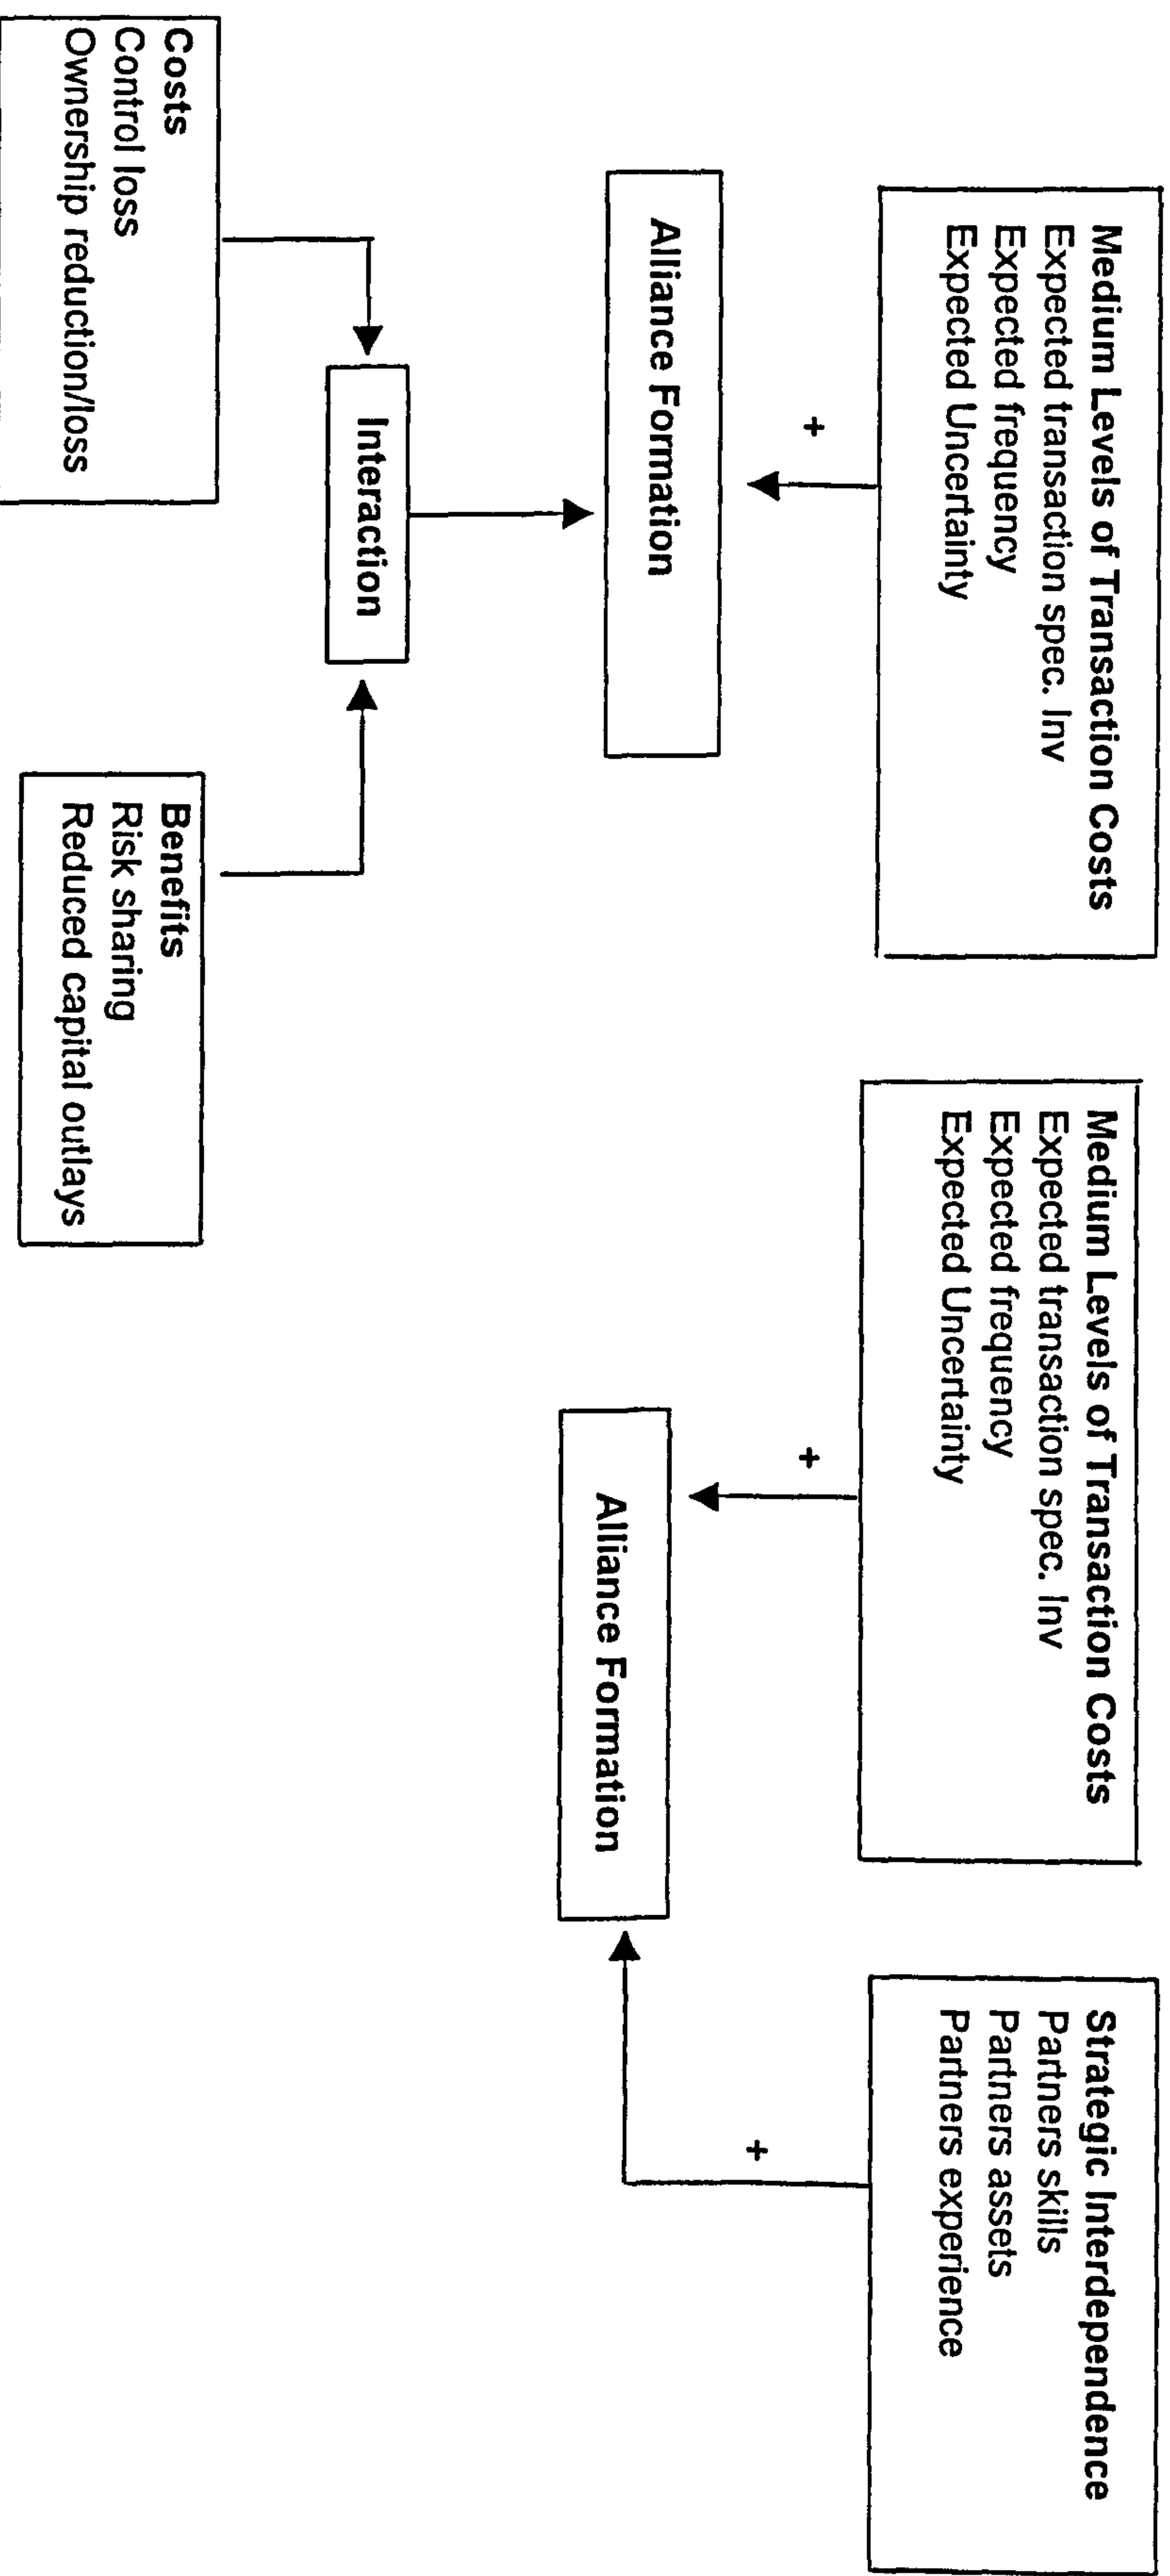 Medium Levels of Transaction Costs
Expected transaction spec. Inv
Expected frequency
Expected Uncertainty
+
Alliance Formation
Interaction
Costs
Control loss
Ownership reduction/loss
Benefits
Risk sharing
Reduced capital outlays
Medium Levels of Transaction Costs
Expected transaction spec. Inv
Expected frequency
Expected Uncertainty
+
Alliance Formation
Strategic Interdependence
Partners skills
Partners assets
Partners experience
+